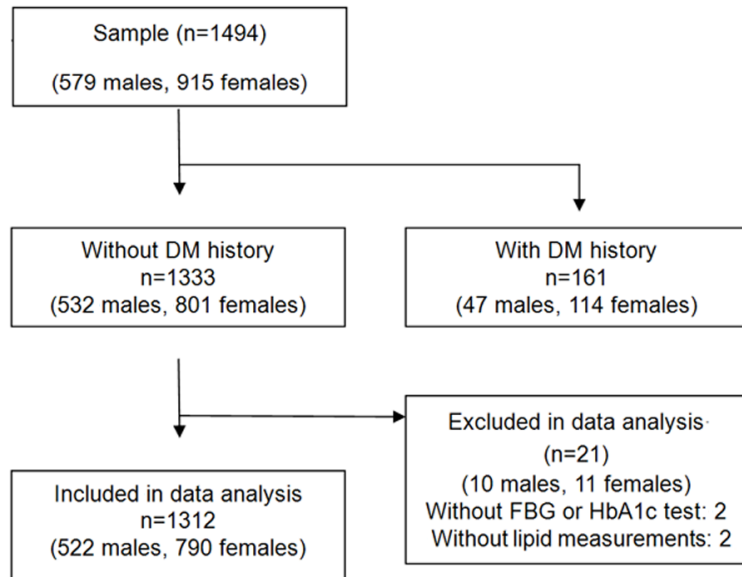 Sample (n=1494)
(579 males, 915 females)
Without DM history
n=1333
(532 males, 801 females)
With DM history
n=161
(47 males, 114 females)
Excluded in data analysis
(n=21)
(10 males, 11 females)
Without FBG or HbA1c test: 2
Without lipid measurements: 2
Included in data analysis
n=1312
(522 males, 790 females)